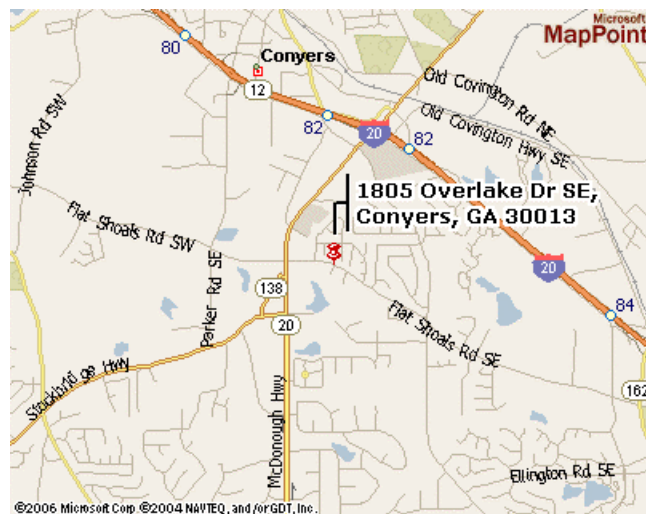 Microsoft
MapPoint
80
Conyers
12
82
20
82
Old Covington Rd NE
Old Covington Hwy SE
Johnson Rd SW
1805 Overlake Dr SE,
Conyers, GA 30013
Flat Shoals Rd SW
Parker Rd SE
20
138
84
20
Flat Shoals Rd SE
Stockbridge Hwy
McDonough Hwy
162
Ellington Rd SE
©2006 Microsoft Corp ©2004 NAVTEQ, and/or GDT, Inc.